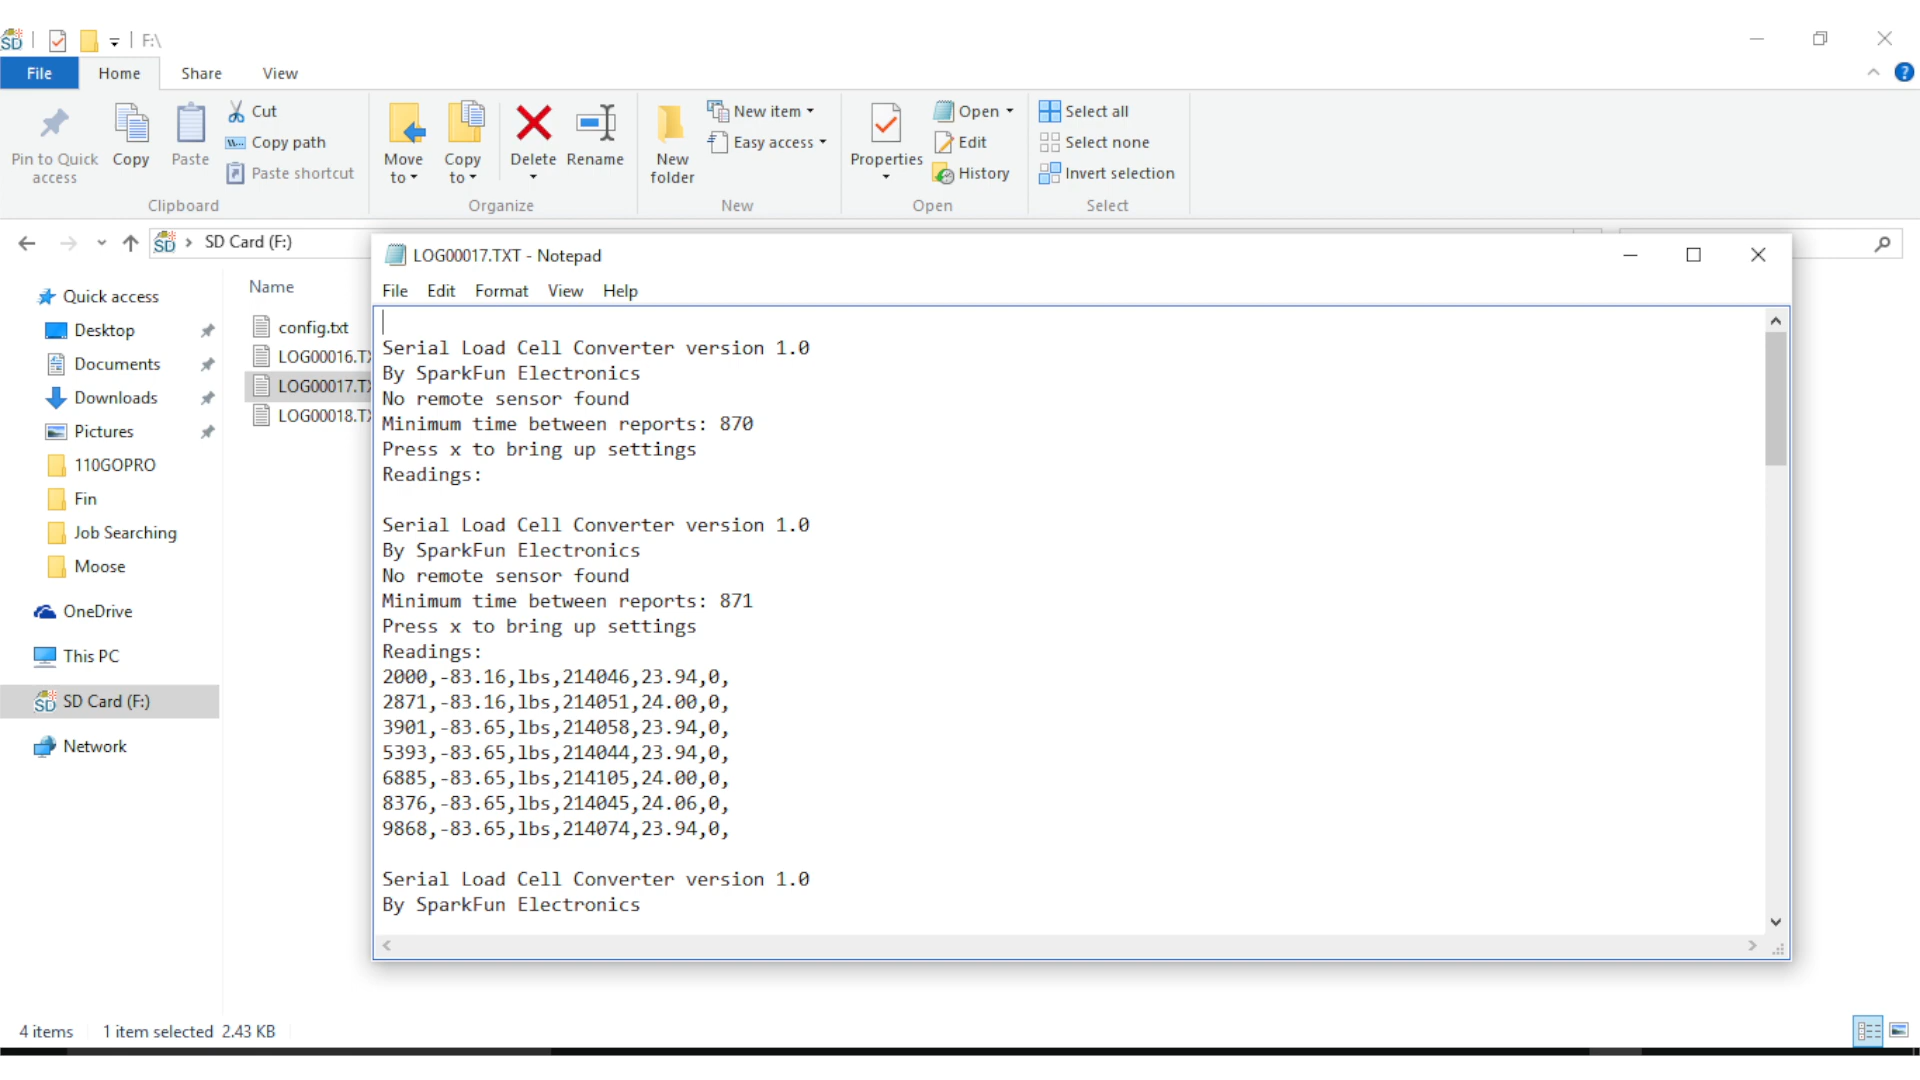 SD F:\
File Home Share View
Pin to Quick access
Copy
Paste
Cut
Copy path
Paste shortcut
Clipboard
Move to
Copy to
Delete
Rename
Organize
New folder
New item
Easy access
New
Properties
Open
Edit
History
Open
Select all
Select none
Invert selection
Select
SD SD Card (F:)
Quick access
Desktop
Documents
Downloads
Pictures
110GOPRO
Fin
Job Searching
Moose
OneDrive
This PC
SD SD Card (F:)
Network
Name
config.txt
LOG00016.TX
LOG00017.TX
LOG00018.TX
LOG00017.TXT - Notepad
File Edit Format View Help
Serial Load Cell Converter version 1.0
By SparkFun Electronics
No remote sensor found
Minimum time between reports: 870
Press x to bring up settings
Readings:
Serial Load Cell Converter version 1.0
By SparkFun Electronics
No remote sensor found
Minimum time between reports: 871
Press x to bring up settings
Readings:
2000,-83.16,lbs,214046,23.94,0,
2871,-83.16,lbs,214051,24.00,0,
3901,-83.65,lbs,214058,23.94,0,
5393,-83.65,lbs,214044,23.94,0,
6885,-83.65,lbs,214105,24.00,0,
8376,-83.65,lbs,214045,24.06,0,
9868,-83.65,lbs,214074,23.94,0,
Serial Load Cell Converter version 1.0
By SparkFun Electronics
4 items 1 item selected 2.43 KB